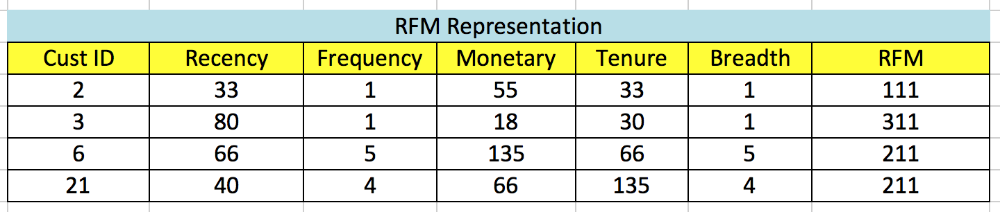 RFM Representation
Cust ID Recency Frequency Monetary Tenure Breadth RFM
2 33 1 55 33 1 111
3 80 1 18 30 1 311
6 66 5 135 66 5 211
21 40 4 66 135 4 211